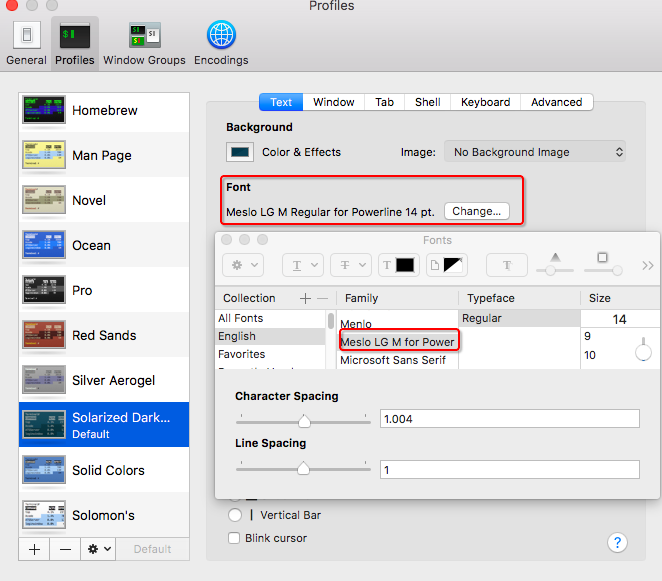 Profiles
General Profiles Window Groups Encodings
Homebrew
Man Page
Novel
Ocean
Pro
Red Sands
Silver Aerogel
Solarized Dark...
Default
Solid Colors
Solomon's
Default
Text Window Tab Shell Keyboard Advanced
Background
Color & Effects Image: No Background Image
Font
Meslo LG M Regular for Powerline 14 pt. Change...
Fonts
Collection Family Typeface Size
All Fonts Menlo Regular 14
English Meslo LG M for Power 9
Favorites Microsoft Sans Serif 10
Character Spacing
1.004
Line Spacing
1
Vertical Bar
Blink cursor
?